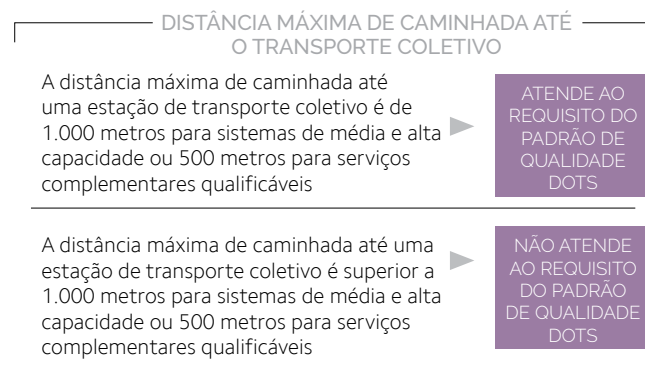 DISTÂNCIA MÁXIMA DE CAMINHADA ATÉ
O TRANSPORTE COLETIVO
A distância máxima de caminhada até
uma estação de transporte coletivo é de
1.000 metros para sistemas de média e alta
capacidade ou 500 metros para serviços
complementares qualificáveis
ATENDE AO
REQUISITO DO
PADRÃO DE
QUALIDADE
DOTS
A distância máxima de caminhada até uma
estação de transporte coletivo é superior a
1.000 metros para sistemas de média e alta
capacidade ou 500 metros para serviços
complementares qualificáveis
NÃO ATENDE
AO REQUISITO
DO PADRÃO
DE QUALIDADE
DOTS